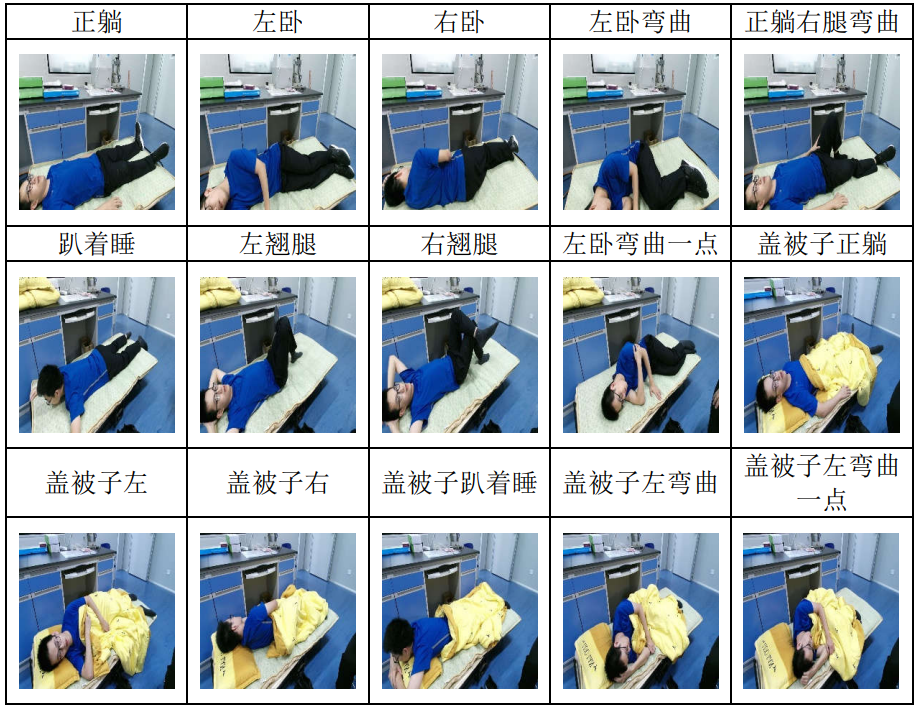 正躺
左卧
右卧
左卧弯曲
正躺右腿弯曲
趴着睡
左翘腿
右翘腿
左卧弯曲一点
盖被子正躺
盖被子左
盖被子右
盖被子趴着睡
盖被子左弯曲
盖被子左弯曲
一点